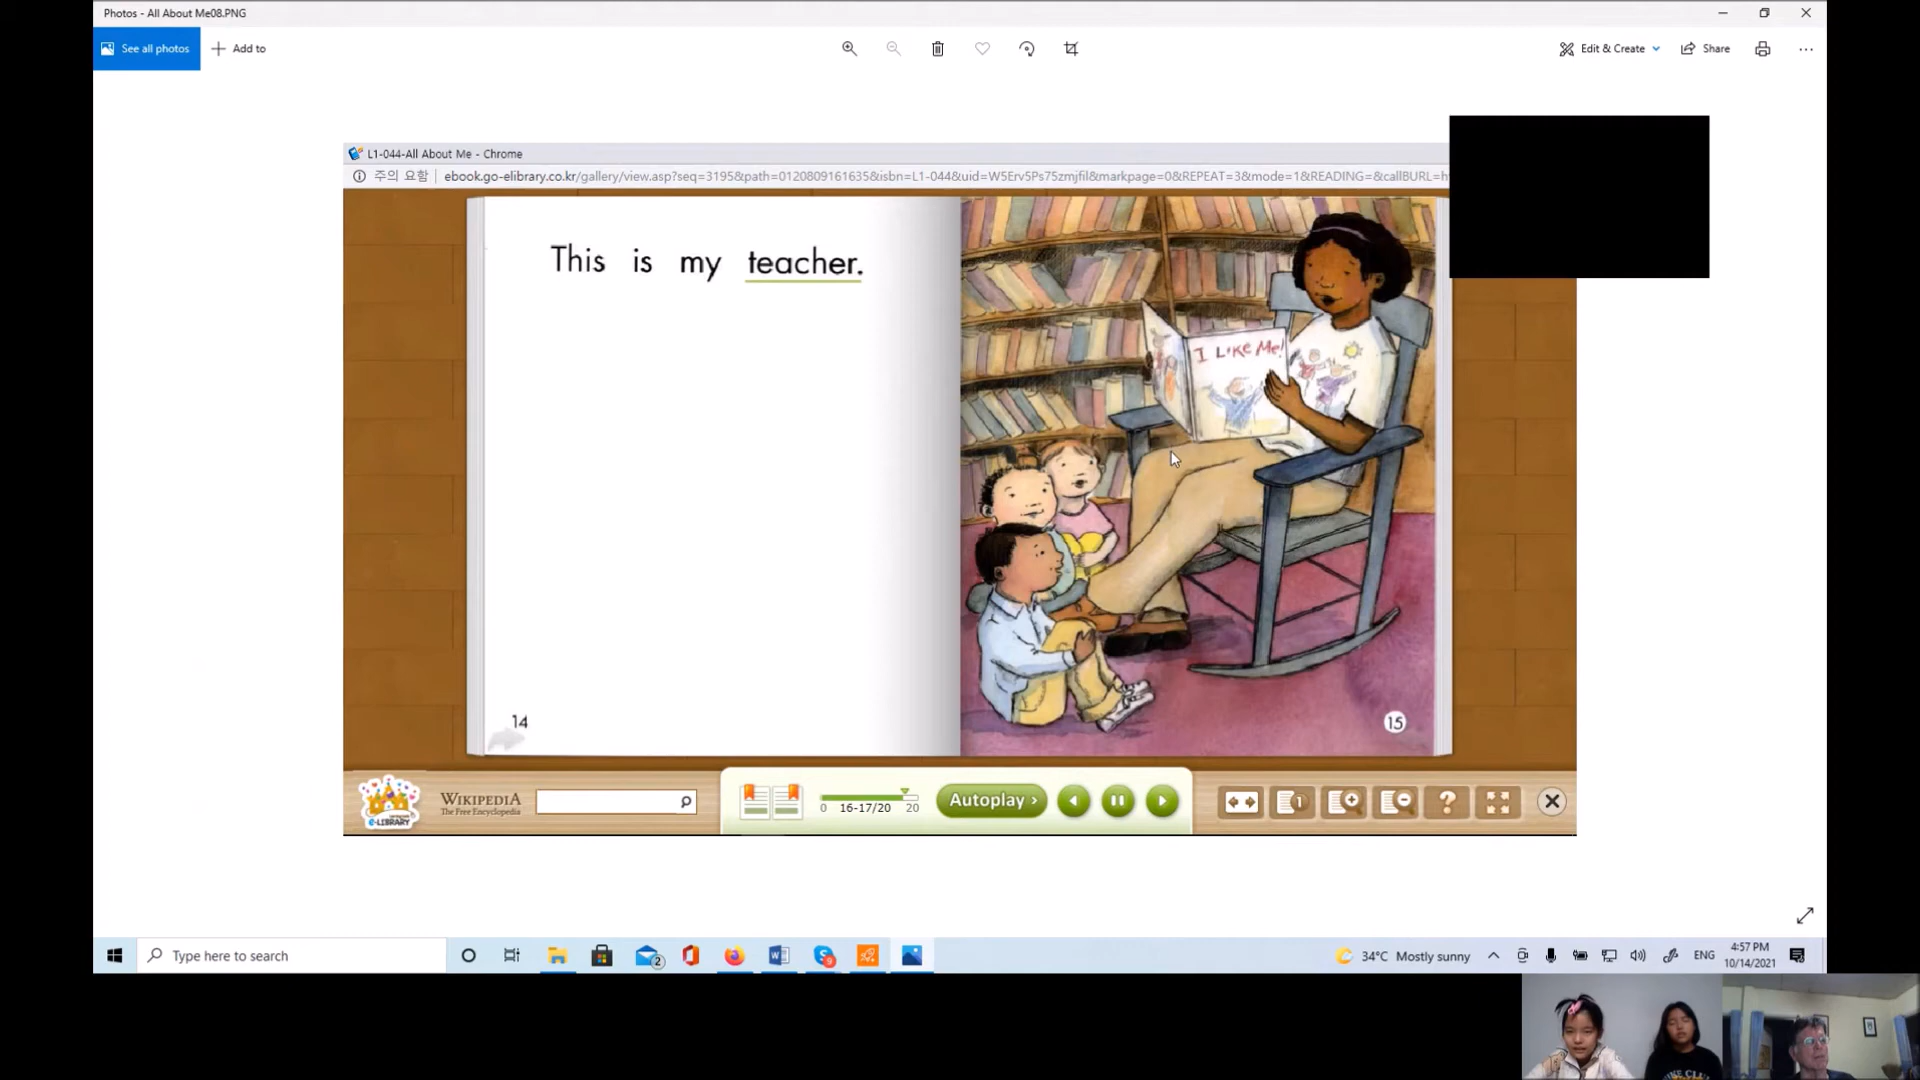 Photos - All About Me08.PNG
See all photos
Add to
Edit & Create
Share
L1-044-All About Me - Chrome
주의 요함 | ebook.go-elibrary.co.kr/gallery/view.asp?seq=3195&path=0120809161635&isbn=L1-044&uid=W5Erv5Ps75zmjfil&markpage=0&REPEAT=3&mode=1&READING=&callBURL=h
This is my teacher.
I Like Me!
14
15
e-LIBRARY
WIKIPEDIA
The Free Encyclopedia
0 16-17/20 20
Autoplay ›
1
?
Type here to search
2
9
34°C Mostly sunny
ENG
4:57 PM
10/14/2021